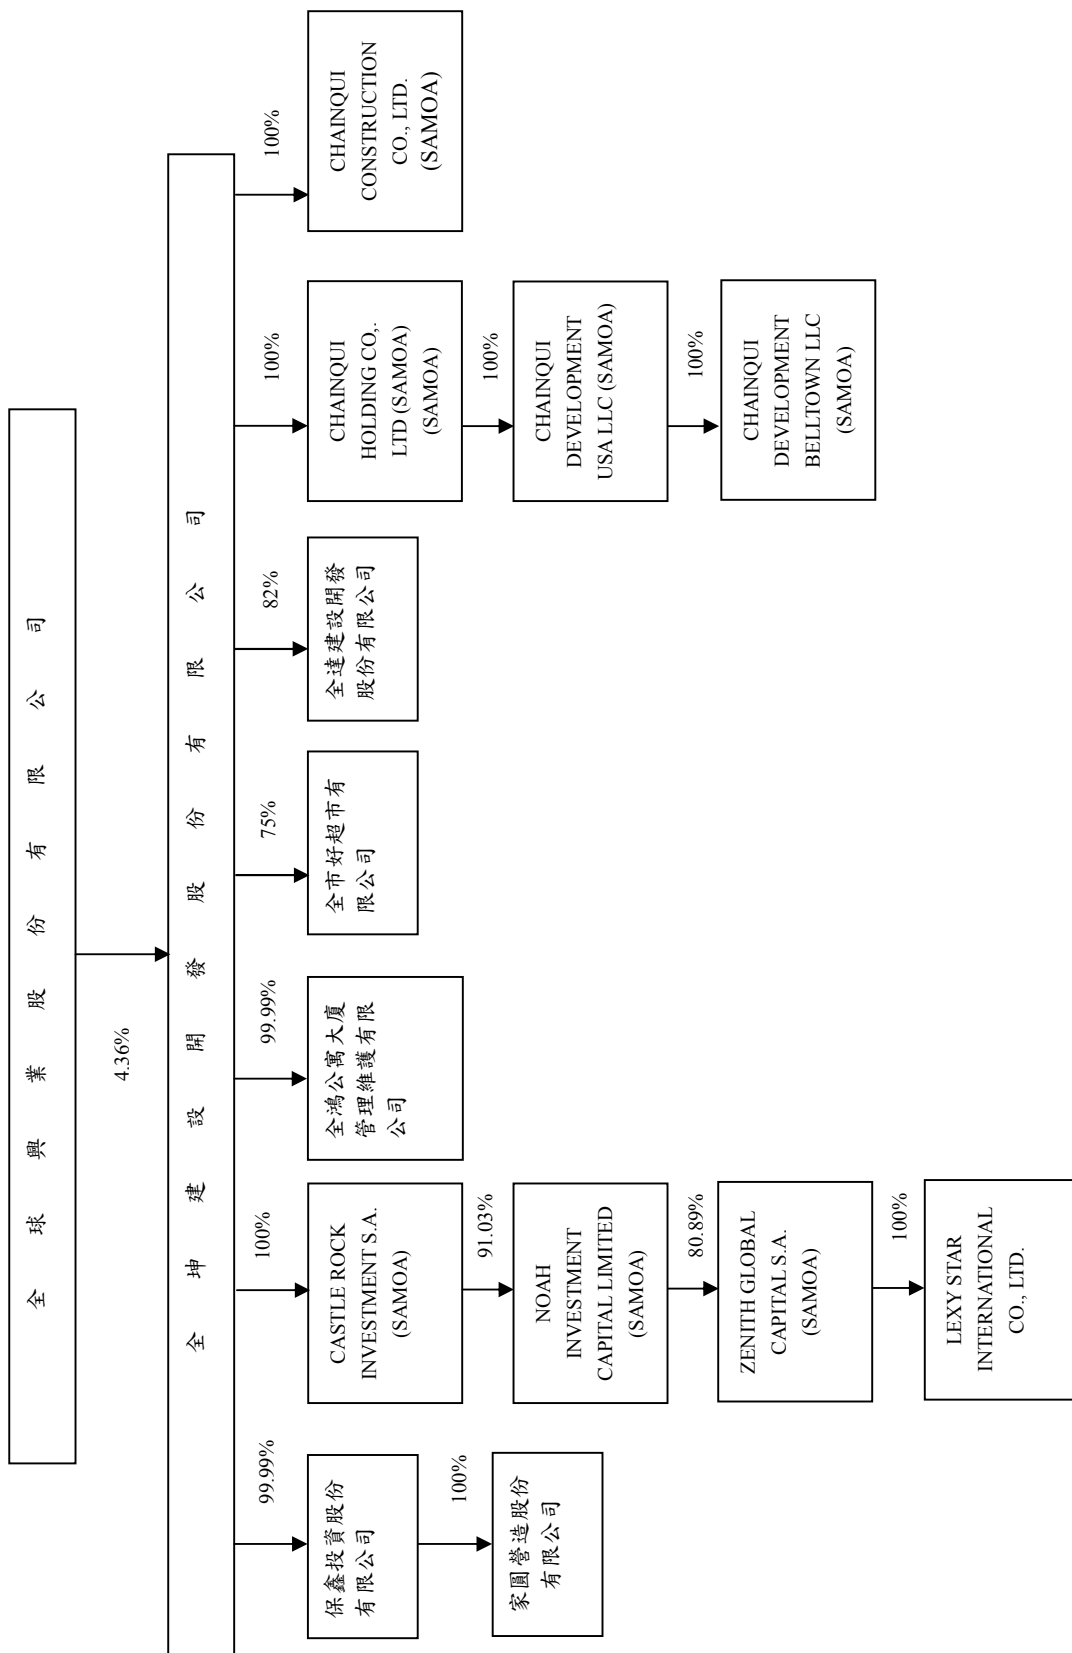 全球興業股份有限公司
4.36%
全坤建設開發股份有限公司
99.99%
保鑫投資股份
有限公司
100%
家圓營造股份
有限公司
100%
CASTLE ROCK
INVESTMENT S.A.
(SAMOA)
91.03%
NOAH
INVESTMENT
CAPITAL LIMITED
(SAMOA)
80.89%
ZENITH GLOBAL
CAPITAL S.A.
(SAMOA)
100%
LEXY STAR
INTERNATIONAL
CO., LTD.
99.99%
全鴻公寓大廈
管理維護有限
公司
75%
全市好超市有
限公司
82%
全達建設開發
股份有限公司
100%
CHAINQUI
HOLDING CO,.
LTD (SAMOA)
(SAMOA)
100%
CHAINQUI
DEVELOPMENT
USA LLC (SAMOA)
100%
CHAINQUI
DEVELOPMENT
BELLTOWN LLC
(SAMOA)
100%
CHAINQUI
CONSTRUCTION
CO., LTD.
(SAMOA)